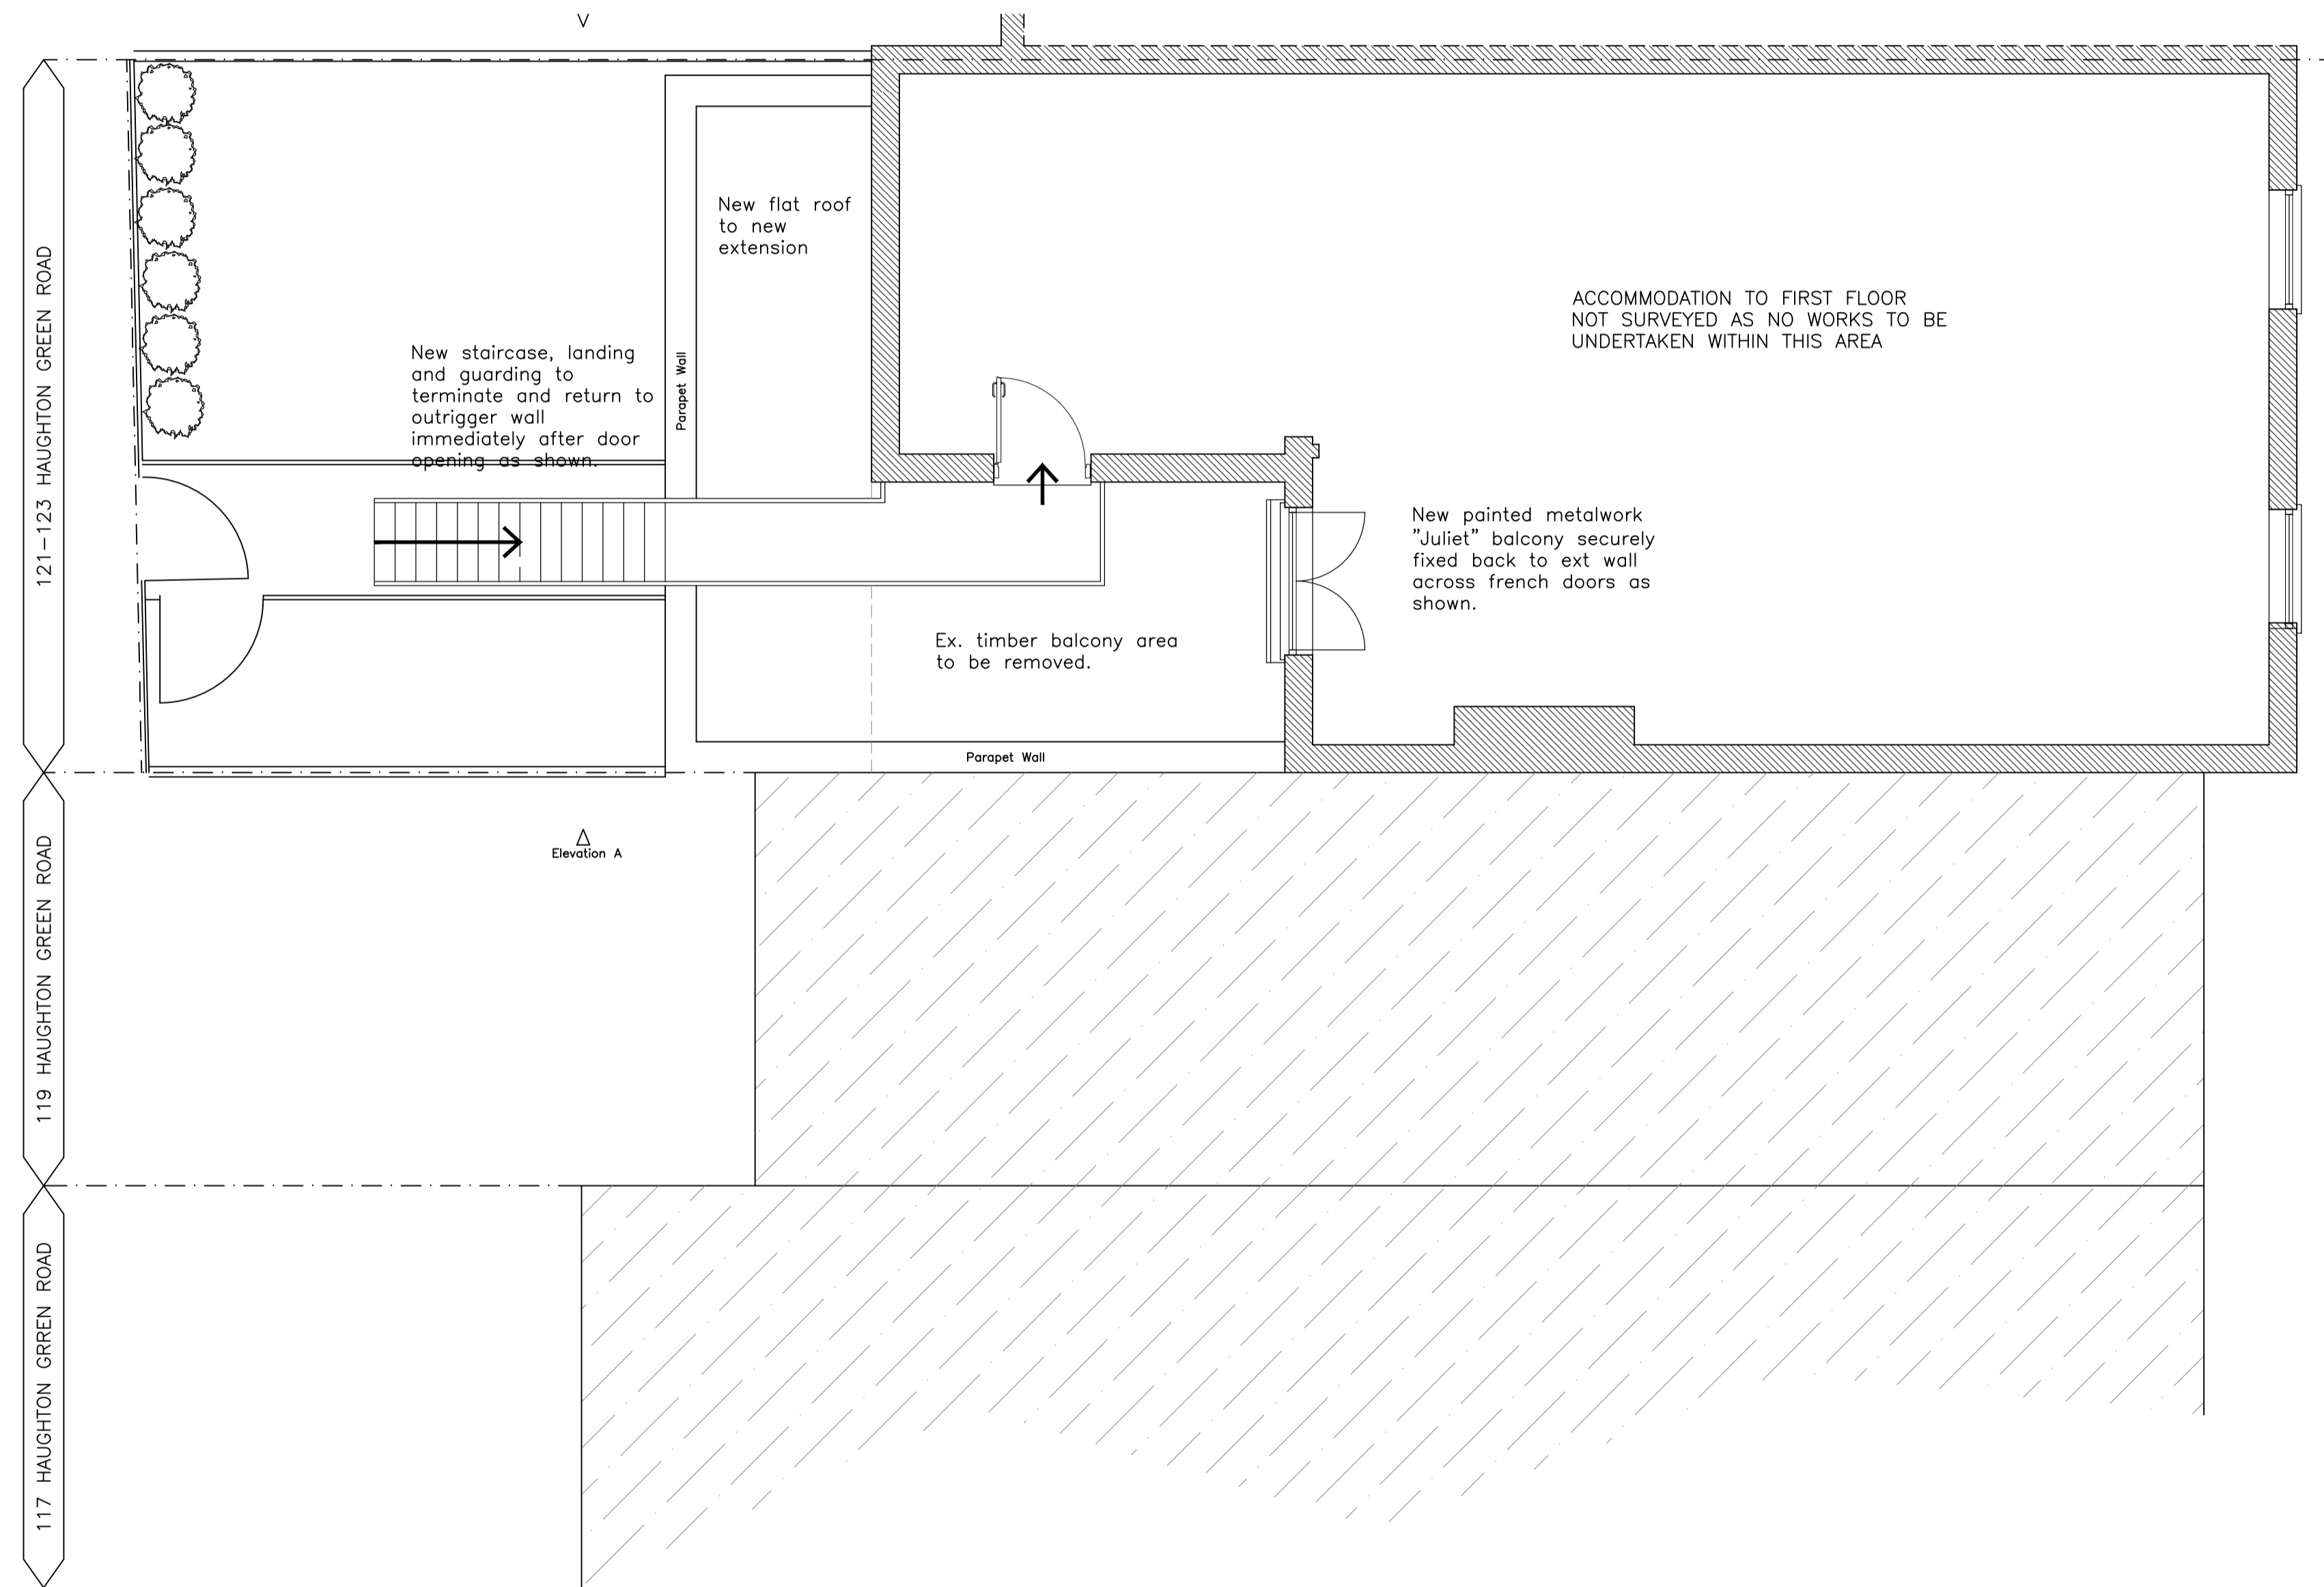 121-123 HAUGHTON GREEN ROAD
New flat roof
to new
extension
ACCOMMODATION TO FIRST FLOOR
NOT SURVEYED AS NO WORKS TO BE
UNDERTAKEN WITHIN THIS AREA
New staircase, landing
and guarding to
terminate and return to
outrigger wall
immediately after door
opening as shown.
Parapet Wall
New painted metalwork
"Juliet" balcony securely
fixed back to ext wall
across french doors as
shown.
Ex. timber balcony area
to be removed.
Parapet Wall
Elevation A
119 HAUGHTON GREEN ROAD
117 HAUGHTON GRREN ROAD